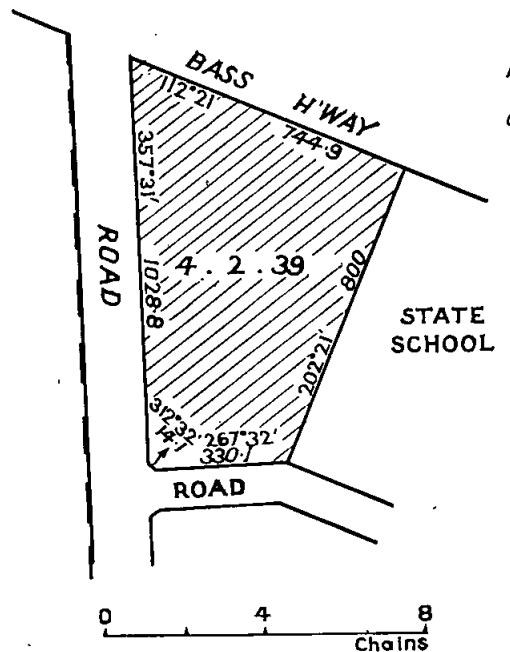 BASS H'WAY
112°21'
744·9
357°31'
ROAD
1028·8
4 . 2 . 39
800
202°21'
STATE
SCHOOL
312°32'
14·1
267°32'
330·1
ROAD
0 4 8
Chains